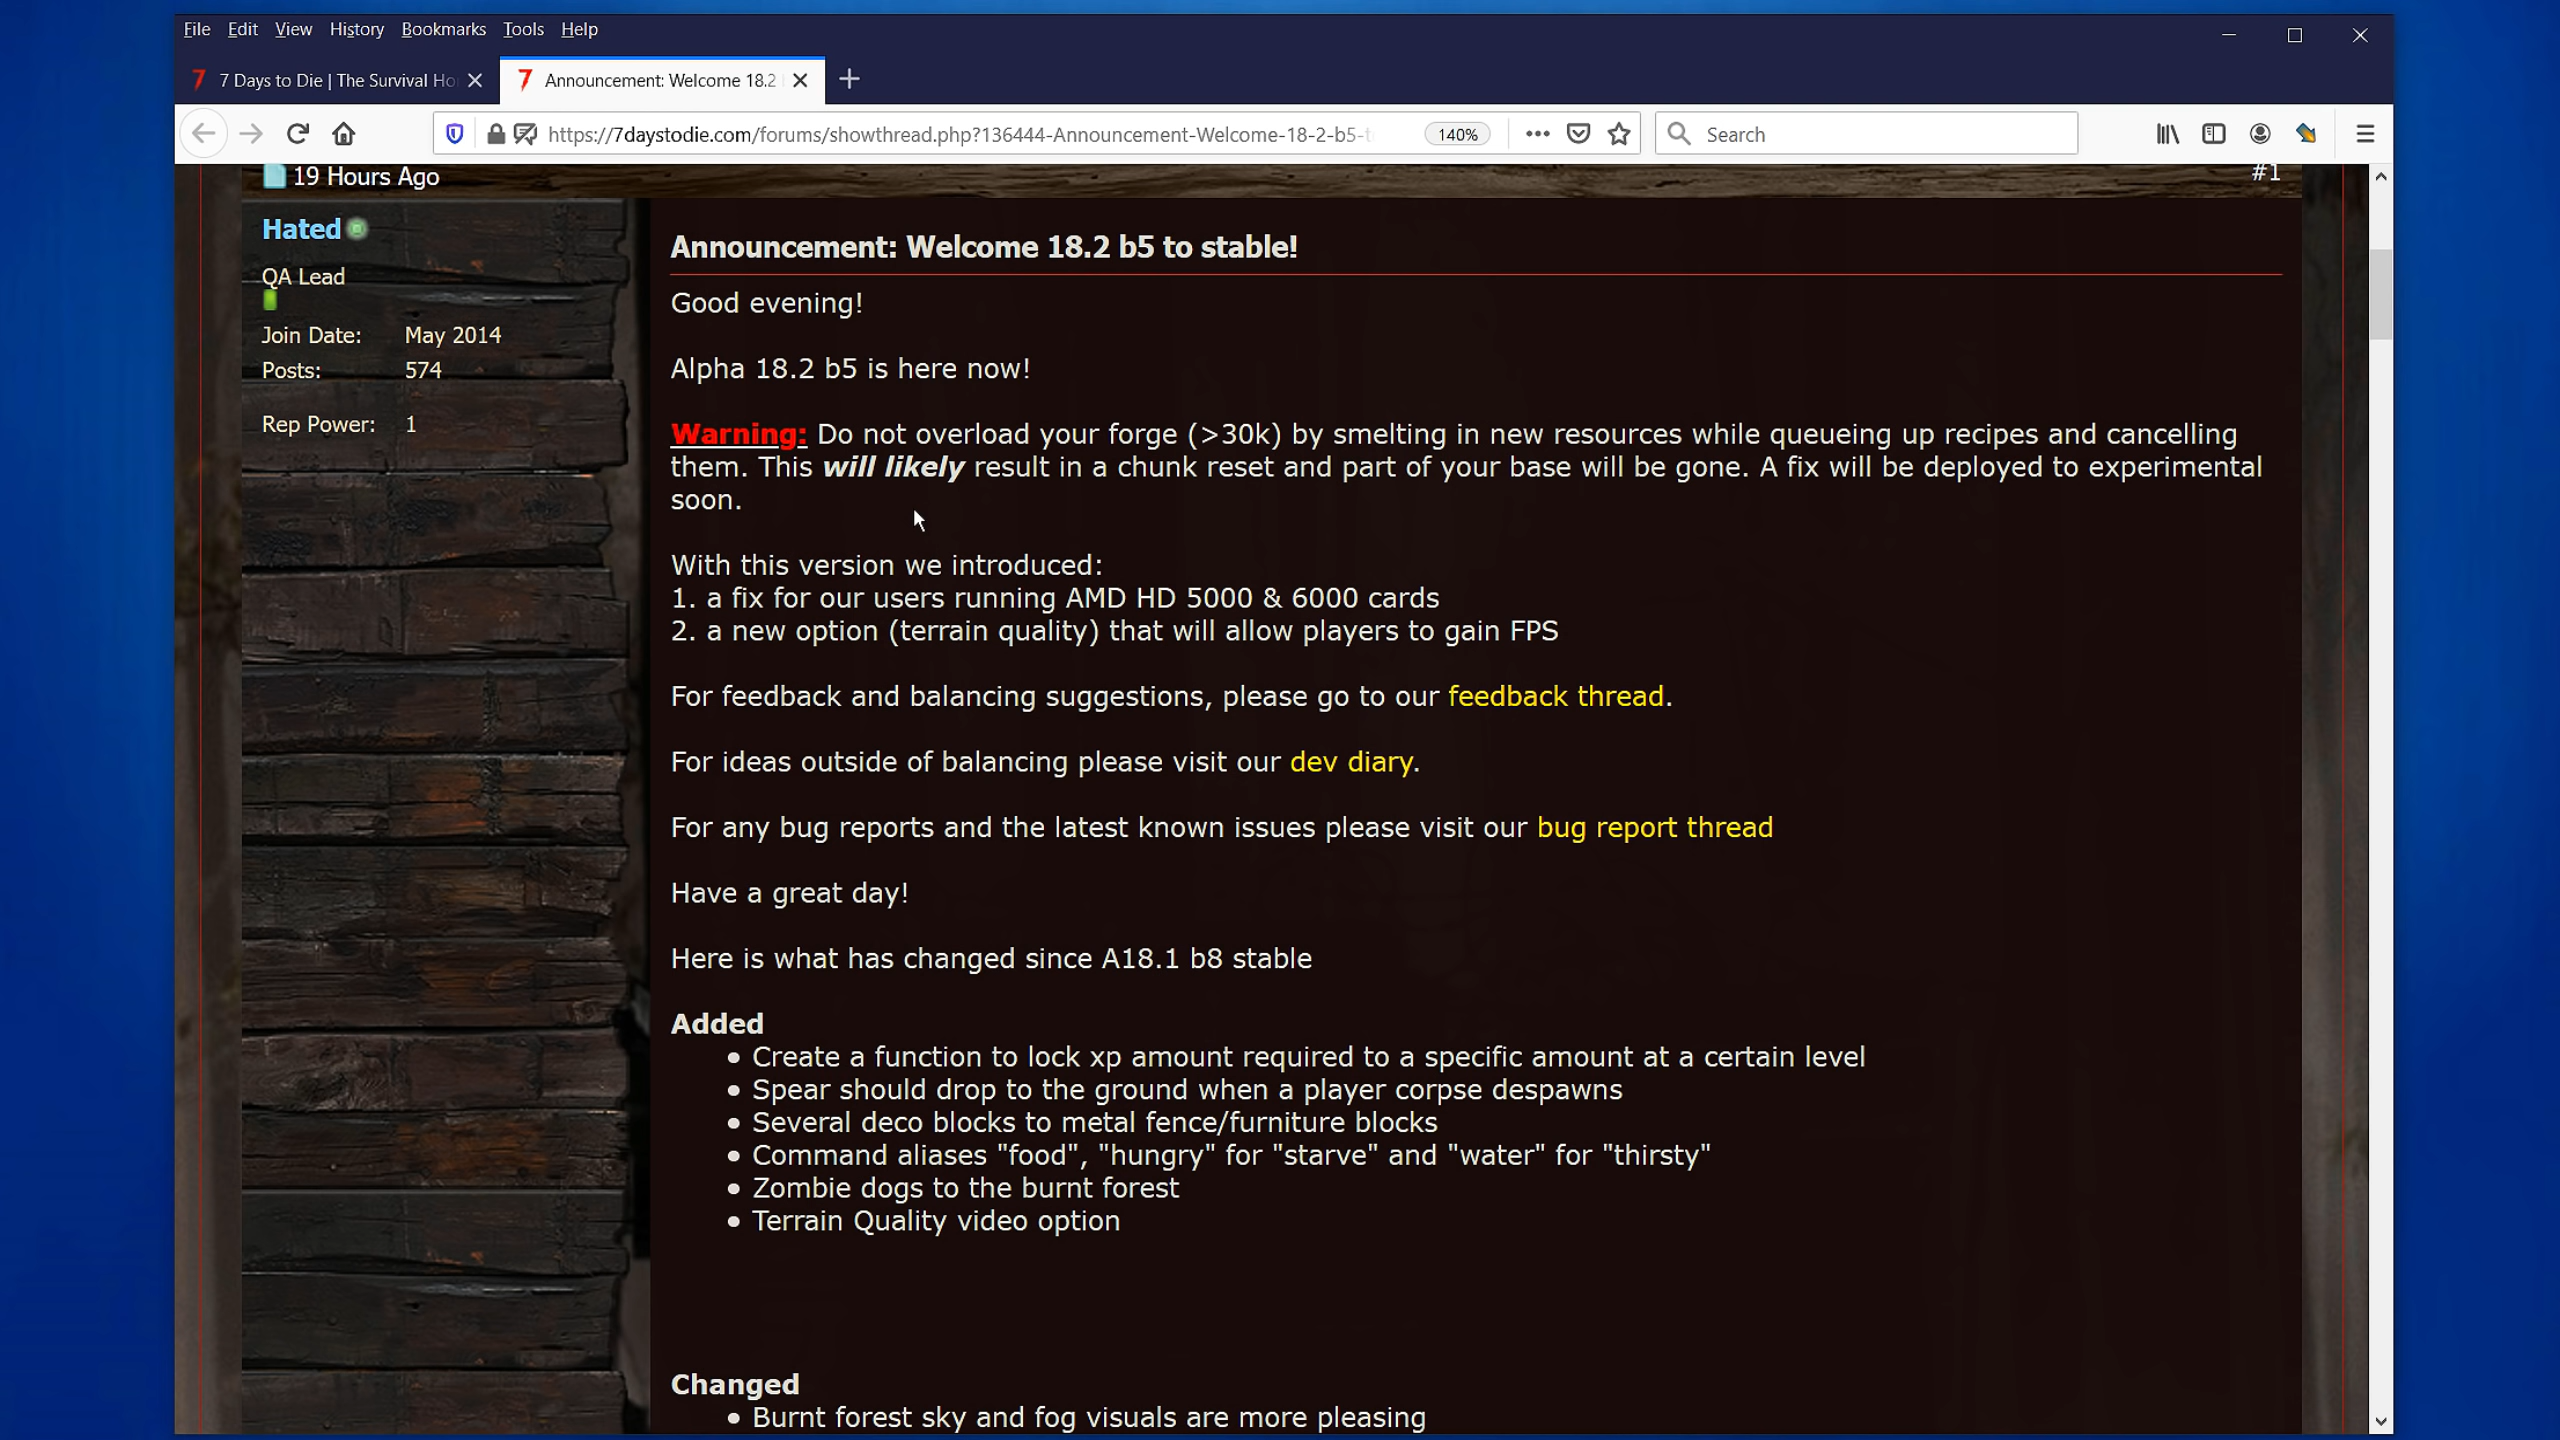 File Edit View History Bookmarks Tools Help
7 Days to Die | The Survival Ho
Announcement: Welcome 18.2
https://7daystodie.com/forums/showthread.php?136444-Announcement-Welcome-18-2-b5-t
140%
Search
19 Hours Ago
#1
Hated
QA Lead
Join Date: May 2014
Posts: 574
Rep Power: 1
Announcement: Welcome 18.2 b5 to stable!
Good evening!
Alpha 18.2 b5 is here now!
Warning: Do not overload your forge (>30k) by smelting in new resources while queueing up recipes and cancelling
them. This will likely result in a chunk reset and part of your base will be gone. A fix will be deployed to experimental
soon.
With this version we introduced:
1. a fix for our users running AMD HD 5000 & 6000 cards
2. a new option (terrain quality) that will allow players to gain FPS
For feedback and balancing suggestions, please go to our feedback thread.
For ideas outside of balancing please visit our dev diary.
For any bug reports and the latest known issues please visit our bug report thread
Have a great day!
Here is what has changed since A18.1 b8 stable
Added
• Create a function to lock xp amount required to a specific amount at a certain level
• Spear should drop to the ground when a player corpse despawns
• Several deco blocks to metal fence/furniture blocks
• Command aliases "food", "hungry" for "starve" and "water" for "thirsty"
• Zombie dogs to the burnt forest
• Terrain Quality video option
Changed
• Burnt forest sky and fog visuals are more pleasing